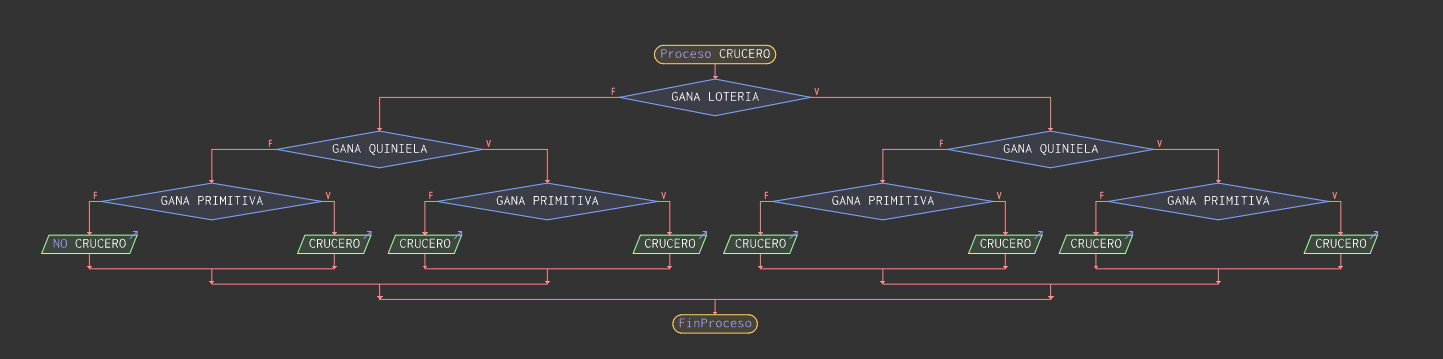 Proceso CRUCERO
GANA LOTERIA
F
V
GANA QUINIELA
F
V
GANA QUINIELA
F
V
GANA PRIMITIVA
F
V
GANA PRIMITIVA
F
V
GANA PRIMITIVA
F
V
GANA PRIMITIVA
F
V
NO CRUCERO
CRUCERO
CRUCERO
CRUCERO
CRUCERO
CRUCERO
CRUCERO
CRUCERO
FinProceso